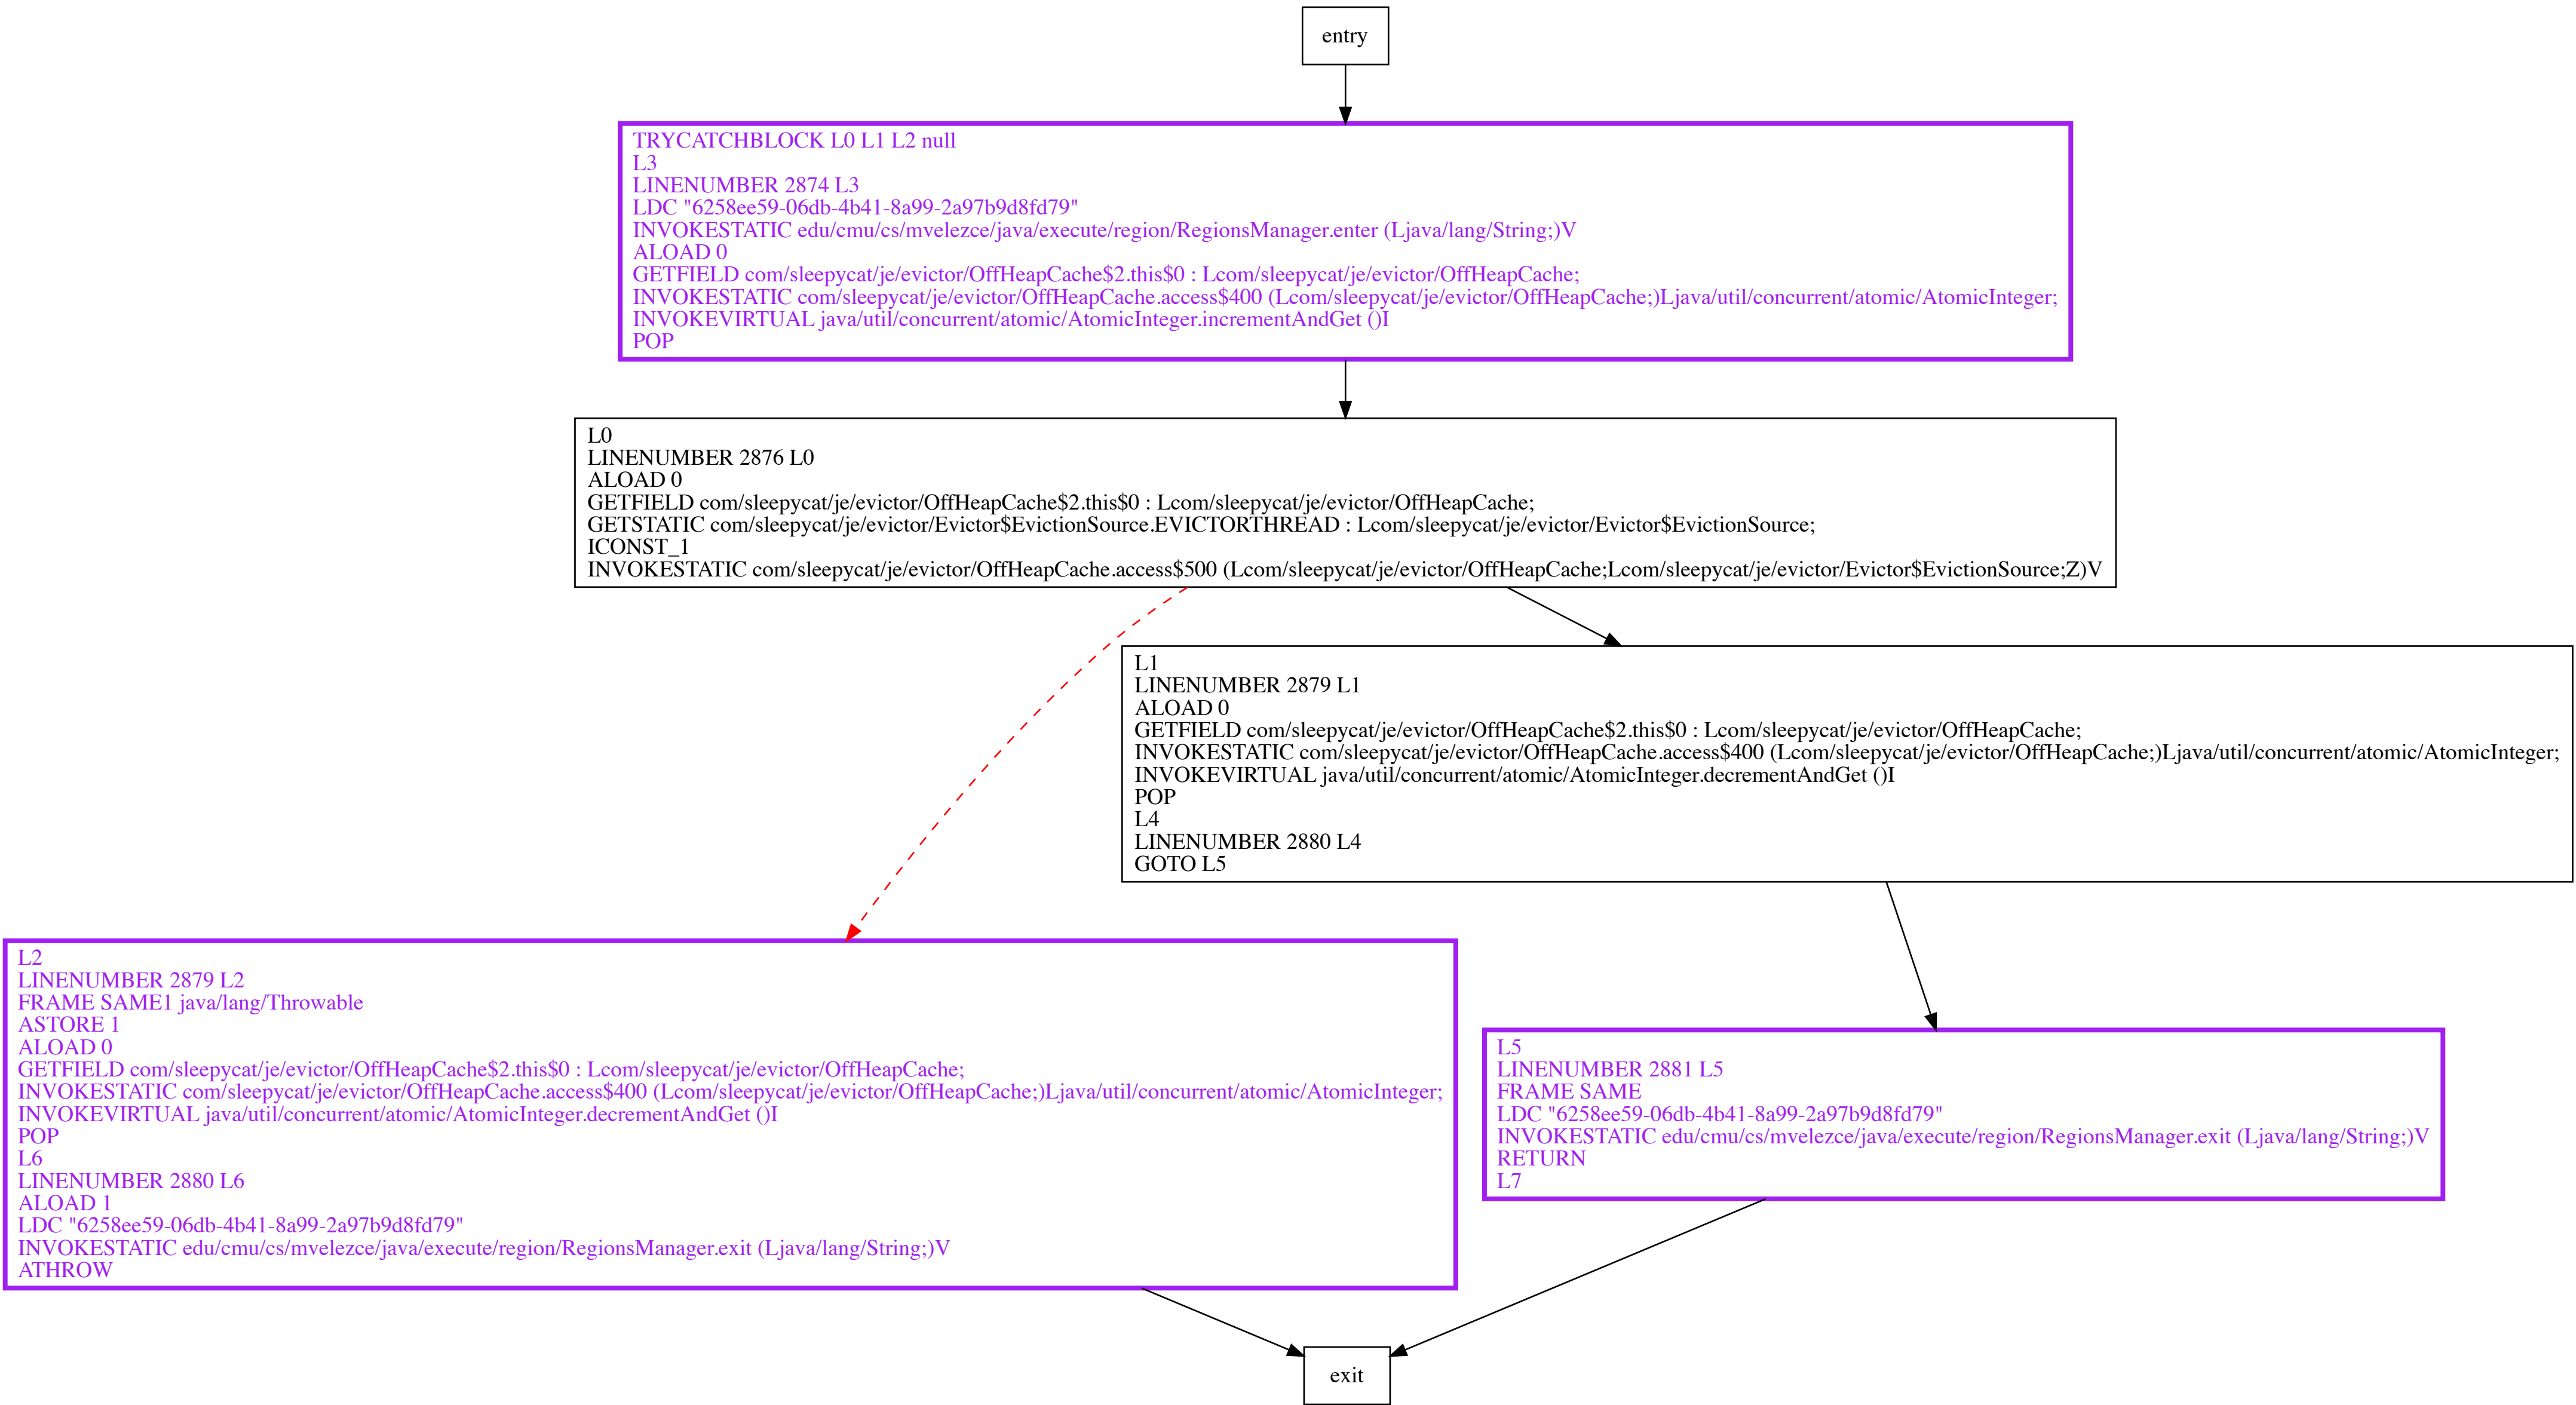 entry
TRYCATCHBLOCK L0 L1 L2 null
L3
LINENUMBER 2874 L3
LDC "6258ee59-06db-4b41-8a99-2a97b9d8fd79"
INVOKESTATIC edu/cmu/cs/mvelezce/java/execute/region/RegionsManager.enter (Ljava/lang/String;)V
ALOAD 0
GETFIELD com/sleepycat/je/evictor/OffHeapCache$2.this$0 : Lcom/sleepycat/je/evictor/OffHeapCache;
INVOKESTATIC com/sleepycat/je/evictor/OffHeapCache.access$400 (Lcom/sleepycat/je/evictor/OffHeapCache;)Ljava/util/concurrent/atomic/AtomicInteger;
INVOKEVIRTUAL java/util/concurrent/atomic/AtomicInteger.incrementAndGet ()I
POP
L0
LINENUMBER 2876 L0
ALOAD 0
GETFIELD com/sleepycat/je/evictor/OffHeapCache$2.this$0 : Lcom/sleepycat/je/evictor/OffHeapCache;
GETSTATIC com/sleepycat/je/evictor/Evictor$EvictionSource.EVICTORTHREAD : Lcom/sleepycat/je/evictor/Evictor$EvictionSource;
ICONST_1
INVOKESTATIC com/sleepycat/je/evictor/OffHeapCache.access$500 (Lcom/sleepycat/je/evictor/OffHeapCache;Lcom/sleepycat/je/evictor/Evictor$EvictionSource;Z)V
L1
LINENUMBER 2879 L1
ALOAD 0
GETFIELD com/sleepycat/je/evictor/OffHeapCache$2.this$0 : Lcom/sleepycat/je/evictor/OffHeapCache;
INVOKESTATIC com/sleepycat/je/evictor/OffHeapCache.access$400 (Lcom/sleepycat/je/evictor/OffHeapCache;)Ljava/util/concurrent/atomic/AtomicInteger;
INVOKEVIRTUAL java/util/concurrent/atomic/AtomicInteger.decrementAndGet ()I
POP
L4
LINENUMBER 2880 L4
GOTO L5
L2
LINENUMBER 2879 L2
FRAME SAME1 java/lang/Throwable
ASTORE 1
ALOAD 0
GETFIELD com/sleepycat/je/evictor/OffHeapCache$2.this$0 : Lcom/sleepycat/je/evictor/OffHeapCache;
INVOKESTATIC com/sleepycat/je/evictor/OffHeapCache.access$400 (Lcom/sleepycat/je/evictor/OffHeapCache;)Ljava/util/concurrent/atomic/AtomicInteger;
INVOKEVIRTUAL java/util/concurrent/atomic/AtomicInteger.decrementAndGet ()I
POP
L6
LINENUMBER 2880 L6
ALOAD 1
LDC "6258ee59-06db-4b41-8a99-2a97b9d8fd79"
INVOKESTATIC edu/cmu/cs/mvelezce/java/execute/region/RegionsManager.exit (Ljava/lang/String;)V
ATHROW
L5
LINENUMBER 2881 L5
FRAME SAME
LDC "6258ee59-06db-4b41-8a99-2a97b9d8fd79"
INVOKESTATIC edu/cmu/cs/mvelezce/java/execute/region/RegionsManager.exit (Ljava/lang/String;)V
RETURN
L7
exit